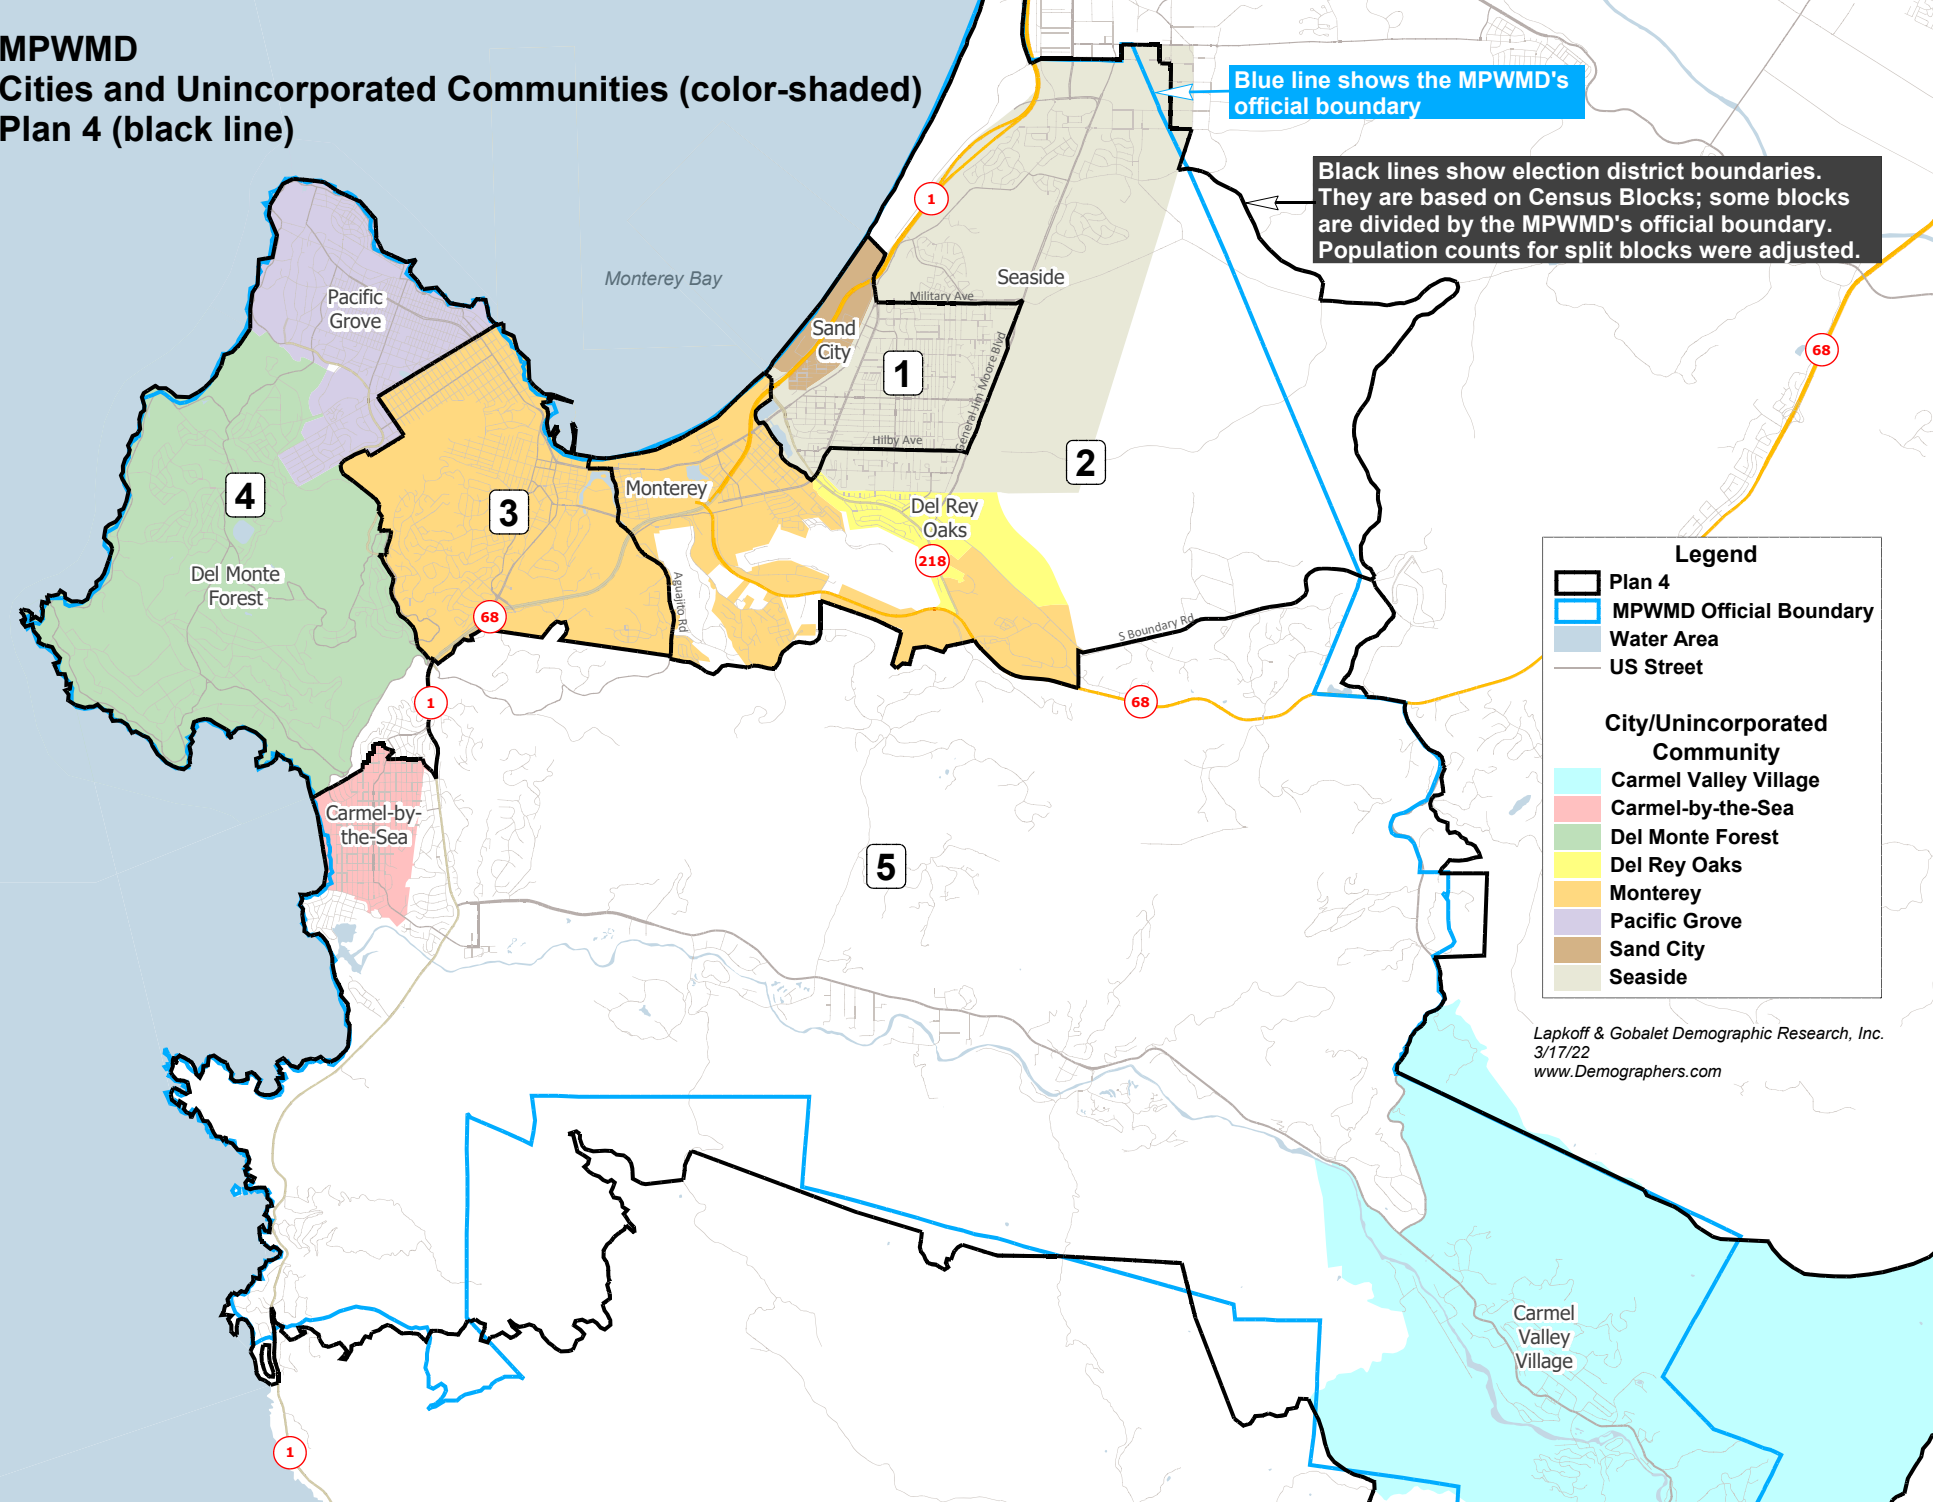 MPWMD
Cities and Unincorporated Communities (color-shaded)
Plan 4 (black line)
Blue line shows the MPWMD's
official boundary
Black lines show election district boundaries.
They are based on Census Blocks; some blocks
are divided by the MPWMD's official boundary.
Population counts for split blocks were adjusted.
1
Monterey Bay
Seaside
Military Ave
Pacific
Grove
Sand
City
1
General Jim Moore Blvd
68
Hilby Ave
2
4
3
Monterey
Del Rey
Oaks
218
Del Monte
Forest
Aguajito Rd
68
S Boundary Rd
1
68
Carmel-by-
the-Sea
5
Legend
Plan 4
MPWMD Official Boundary
Water Area
US Street
City/Unincorporated
Community
Carmel Valley Village
Carmel-by-the-Sea
Del Monte Forest
Del Rey Oaks
Monterey
Pacific Grove
Sand City
Seaside
Lapkoff & Gobalet Demographic Research, Inc.
3/17/22
www.Demographers.com
Carmel
Valley
Village
1